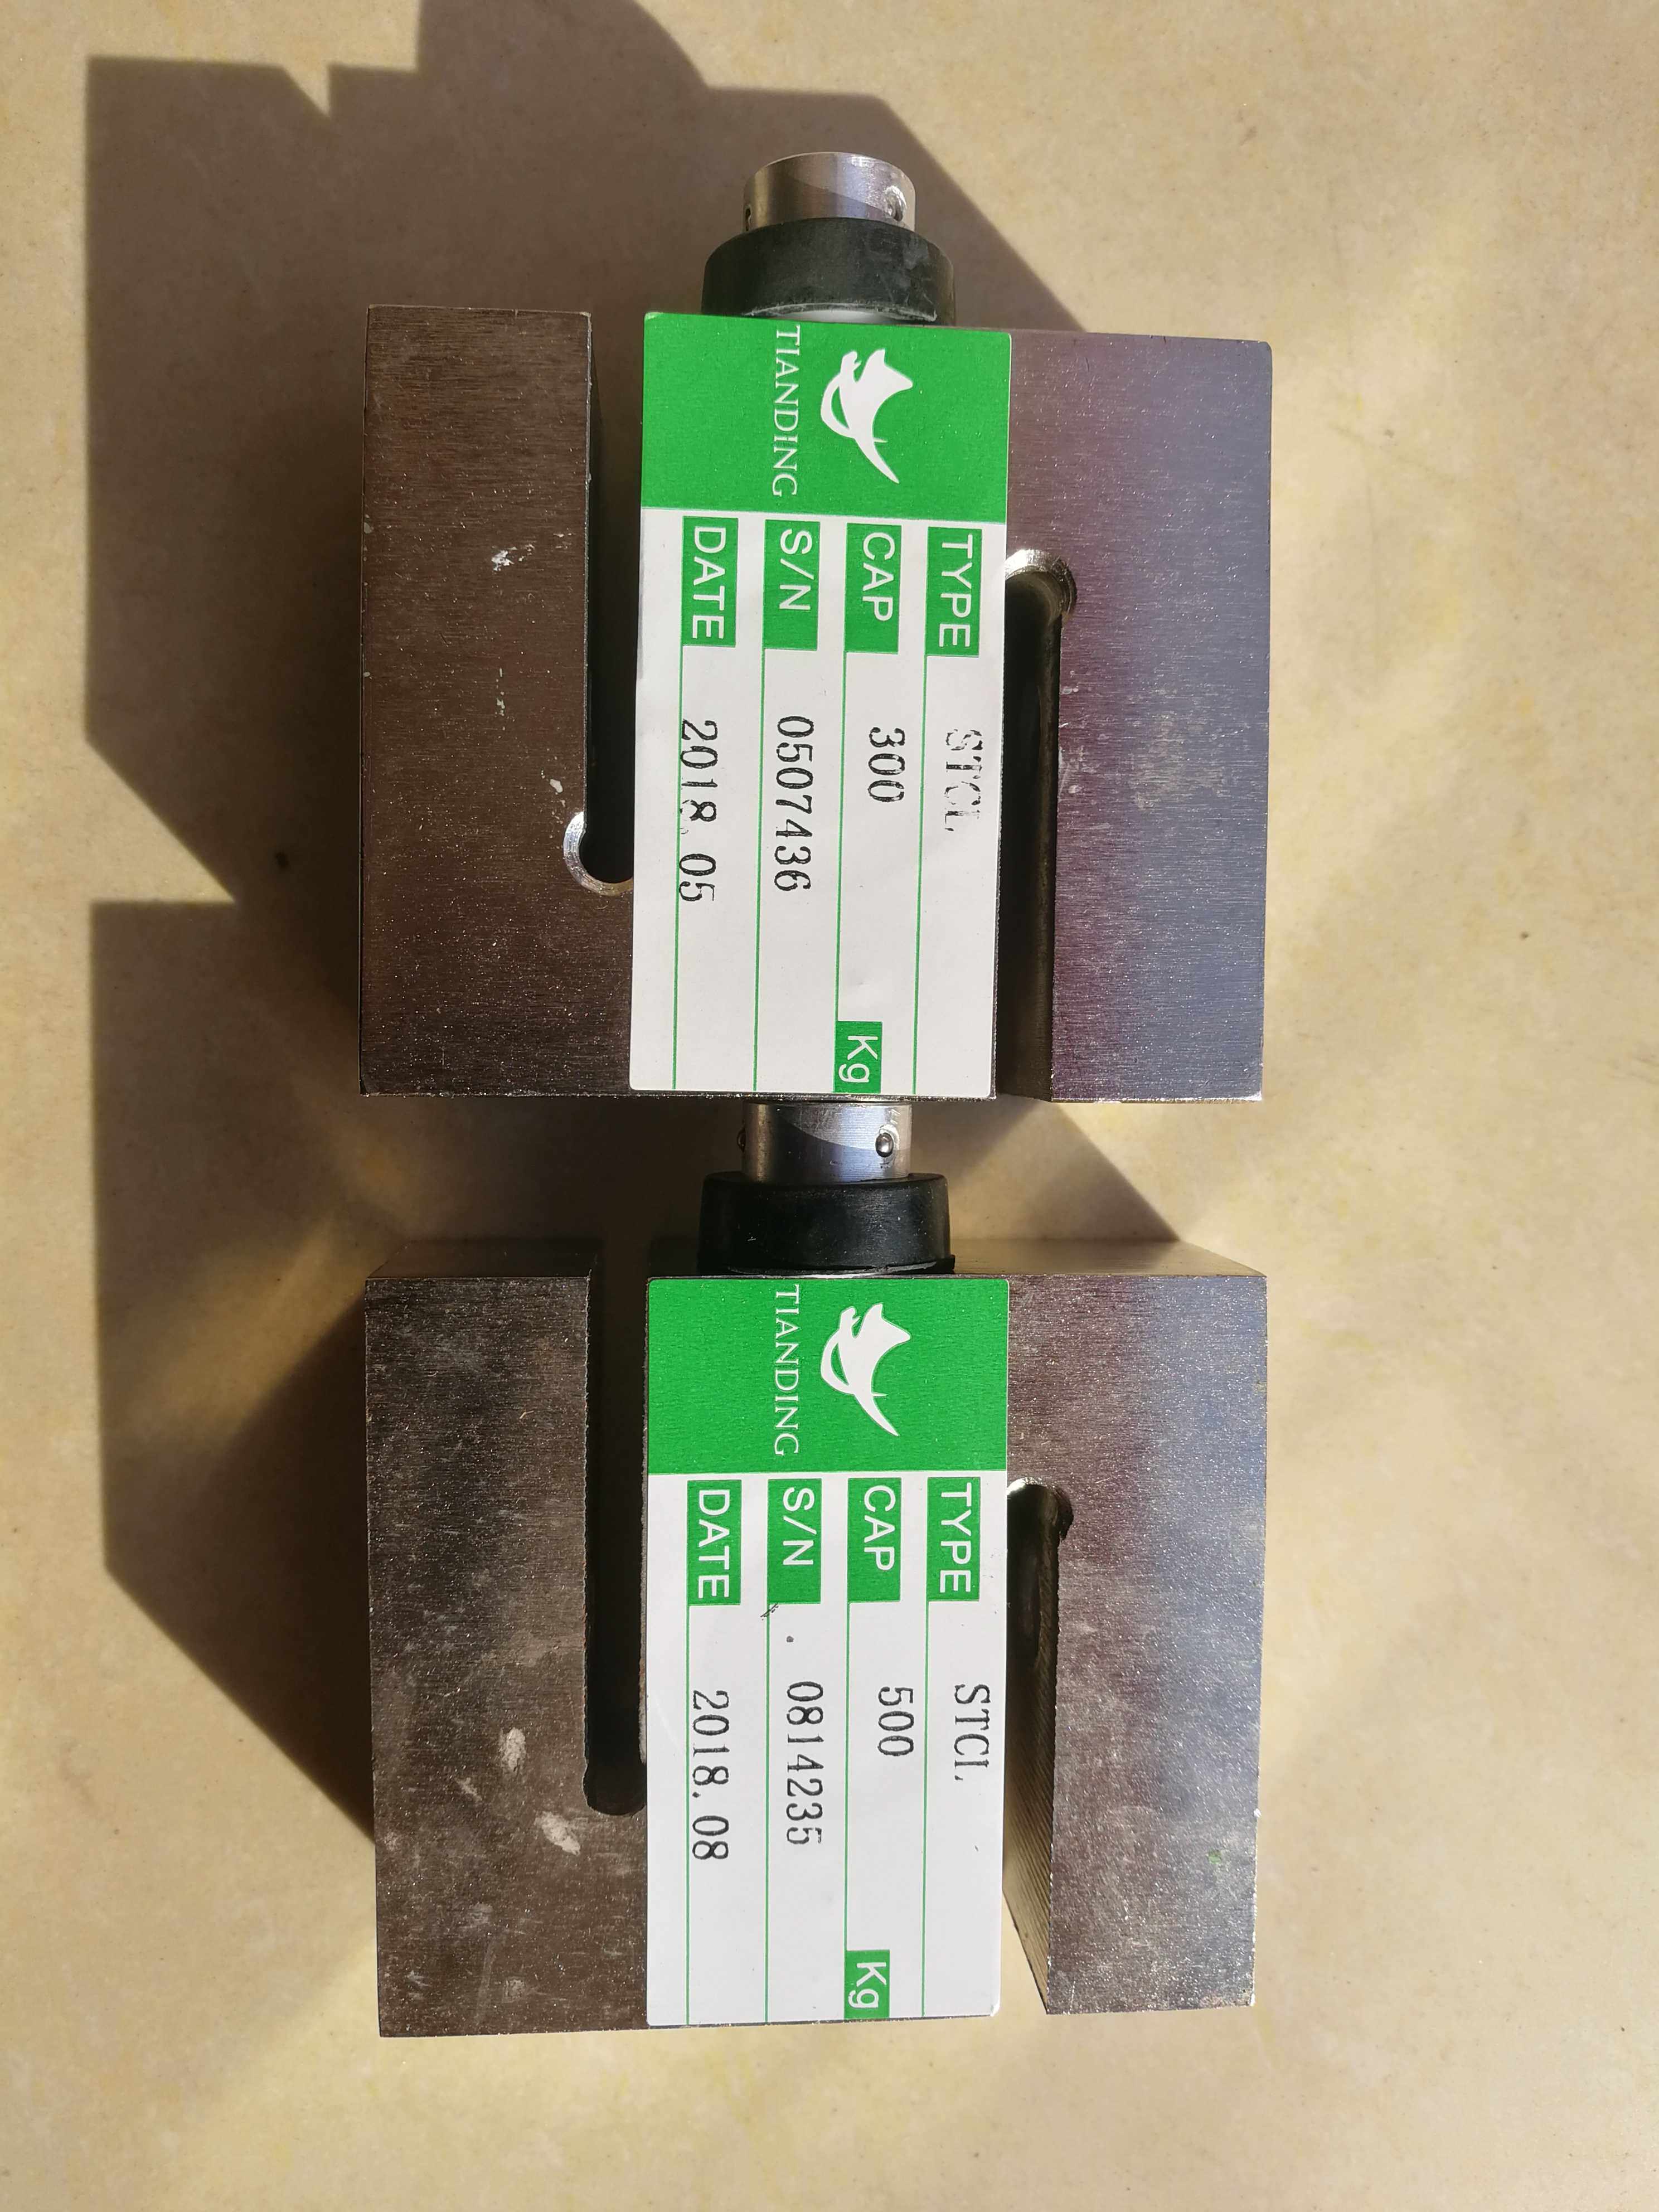 TIANDING
TYPE STCL
CAP 300 Kg
S/N 0507436
DATE 2018.05
TIANDING
TYPE STCL
CAP 500 Kg
S/N 0814235
DATE 2018.08